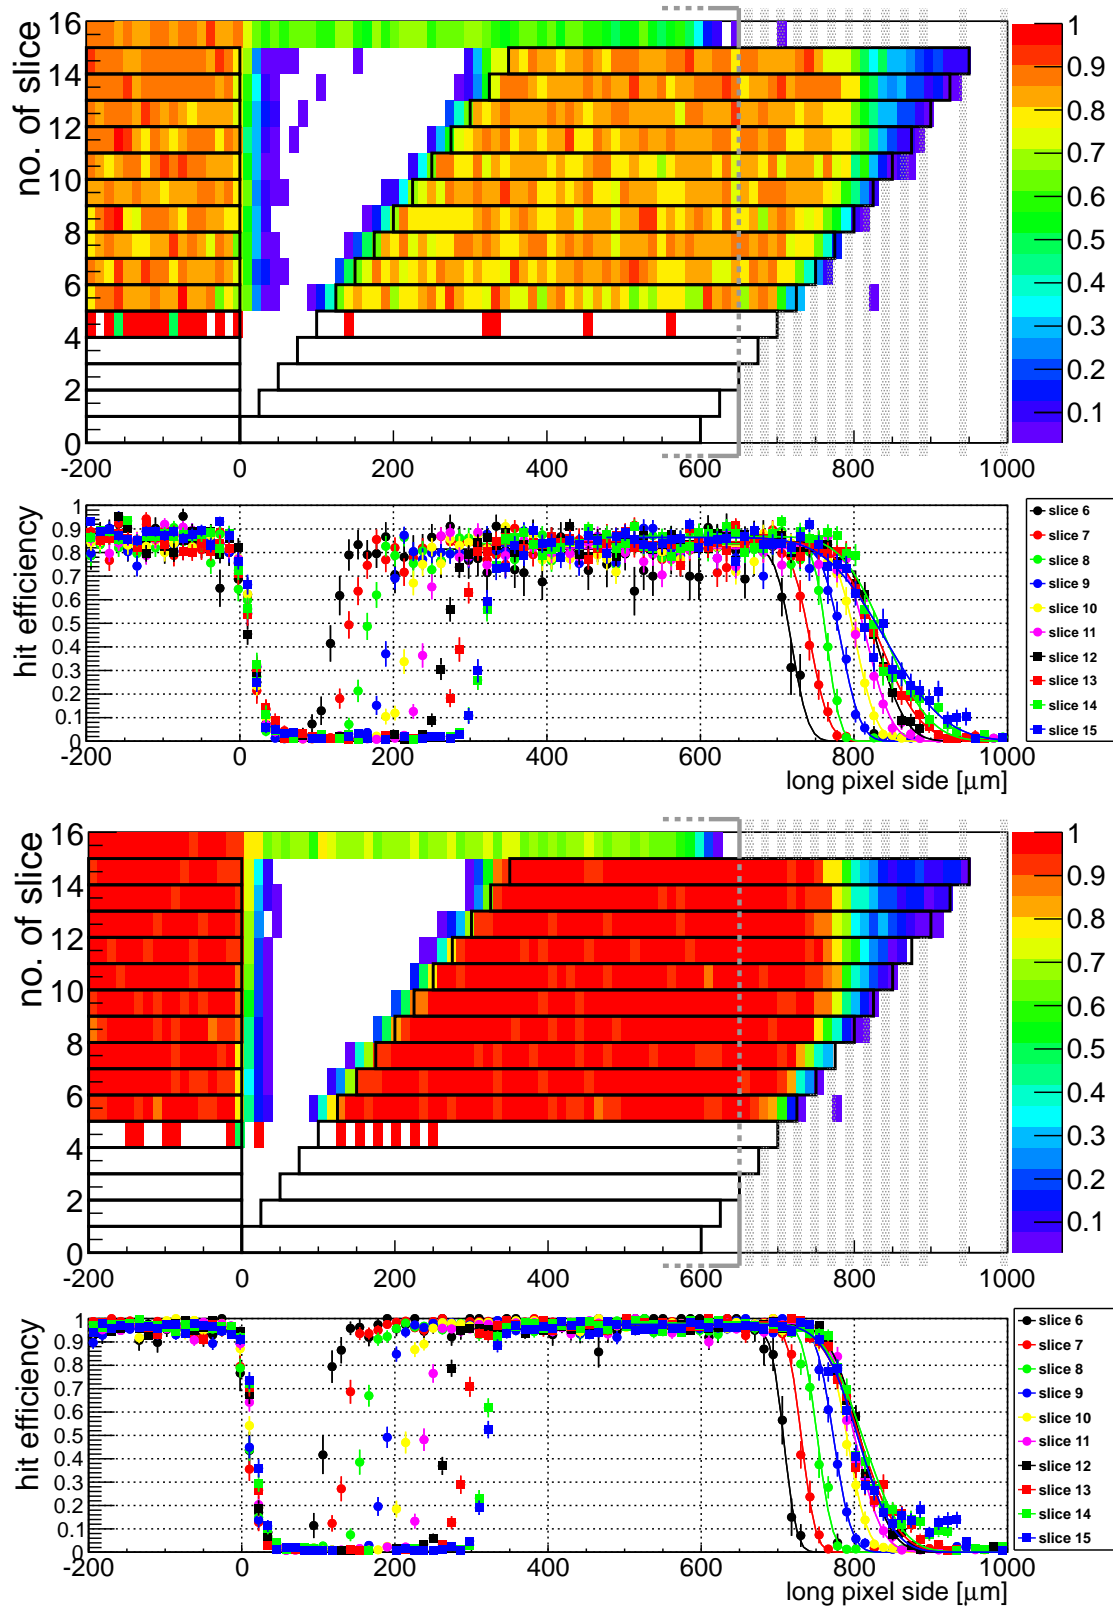 no. of slice
16
14
12
10
8
6
4
2
0
-200 0 200 400 600 800 1000
1
0.9
0.8
0.7
0.6
0.5
0.4
0.3
0.2
0.1
hit efficiency
1
0.9
0.8
0.7
0.6
0.5
0.4
0.3
0.2
0.1
0
-200 0 200 400 600 800 1000
long pixel side [μm]
slice 6
slice 7
slice 8
slice 9
slice 10
slice 11
slice 12
slice 13
slice 14
slice 15
no. of slice
16
14
12
10
8
6
4
2
0
-200 0 200 400 600 800 1000
1
0.9
0.8
0.7
0.6
0.5
0.4
0.3
0.2
0.1
hit efficiency
1
0.9
0.8
0.7
0.6
0.5
0.4
0.3
0.2
0.1
0
-200 0 200 400 600 800 1000
long pixel side [μm]
slice 6
slice 7
slice 8
slice 9
slice 10
slice 11
slice 12
slice 13
slice 14
slice 15